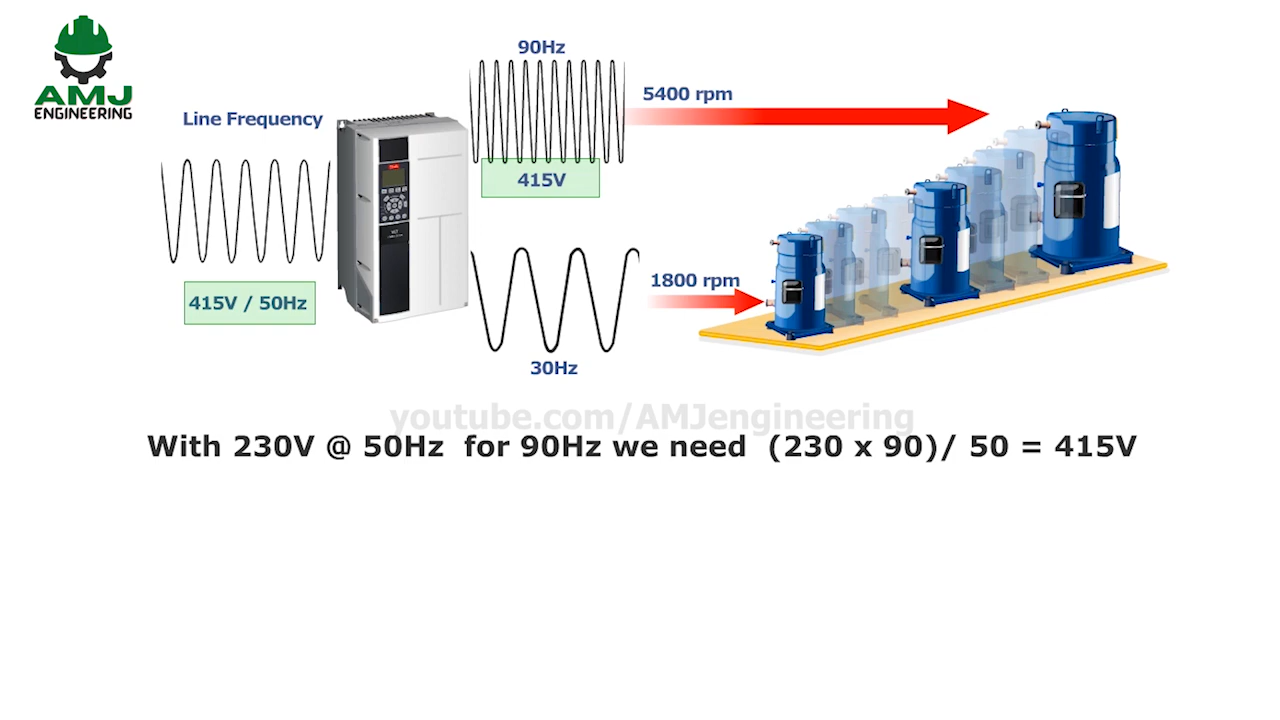 AMJ
ENGINEERING
Line Frequency
415V / 50Hz
90Hz
415V
5400 rpm
1800 rpm
30Hz
youtube.com/AMJengineering
With 230V @ 50Hz for 90Hz we need (230 x 90)/ 50 = 415V